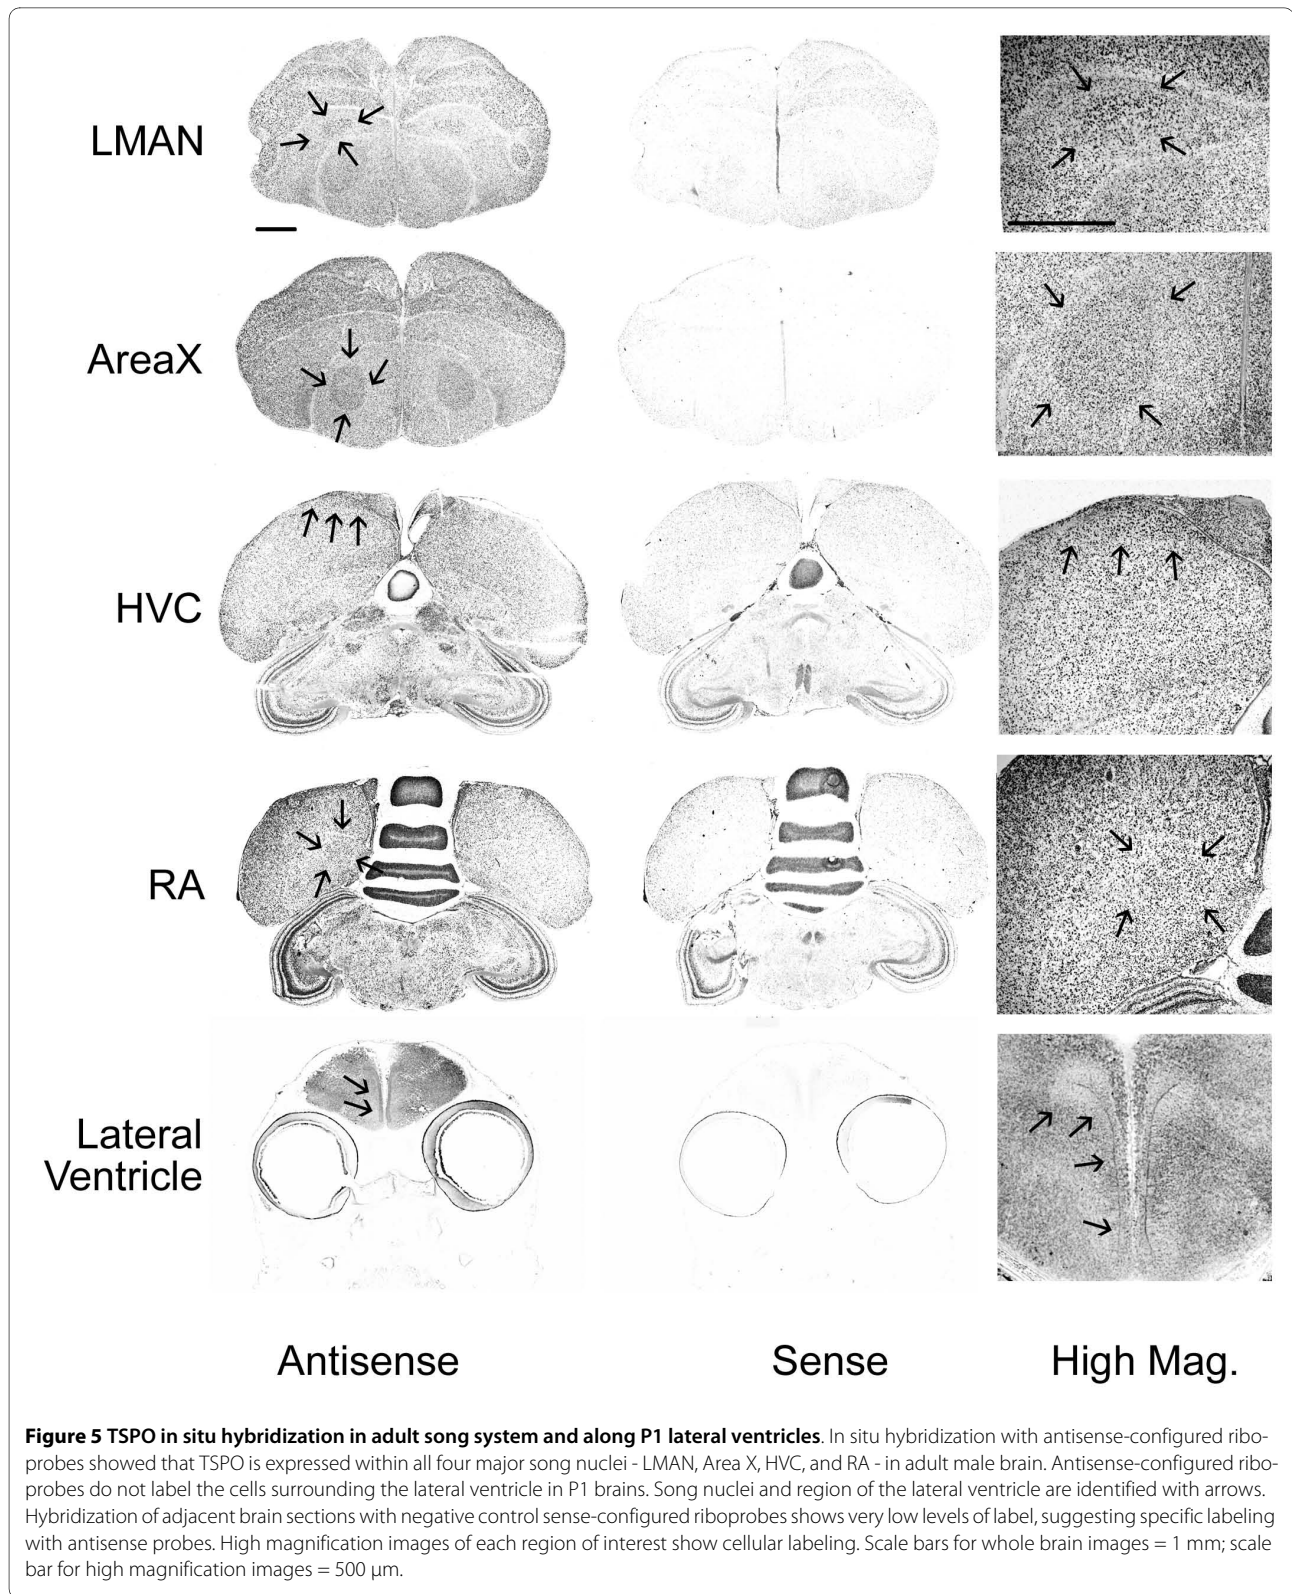 LMAN
AreaX
HVC
RA
Lateral
Ventricle
Antisense
Sense
High Mag.
Figure 5 TSPO in situ hybridization in adult song system and along P1 lateral ventricles. In situ hybridization with antisense-configured ribo-
probes showed that TSPO is expressed within all four major song nuclei - LMAN, Area X, HVC, and RA - in adult male brain. Antisense-configured ribo-
probes do not label the cells surrounding the lateral ventricle in P1 brains. Song nuclei and region of the lateral ventricle are identified with arrows.
Hybridization of adjacent brain sections with negative control sense-configured riboprobes shows very low levels of label, suggesting specific labeling
with antisense probes. High magnification images of each region of interest show cellular labeling. Scale bars for whole brain images = 1 mm; scale
bar for high magnification images = 500 μm.